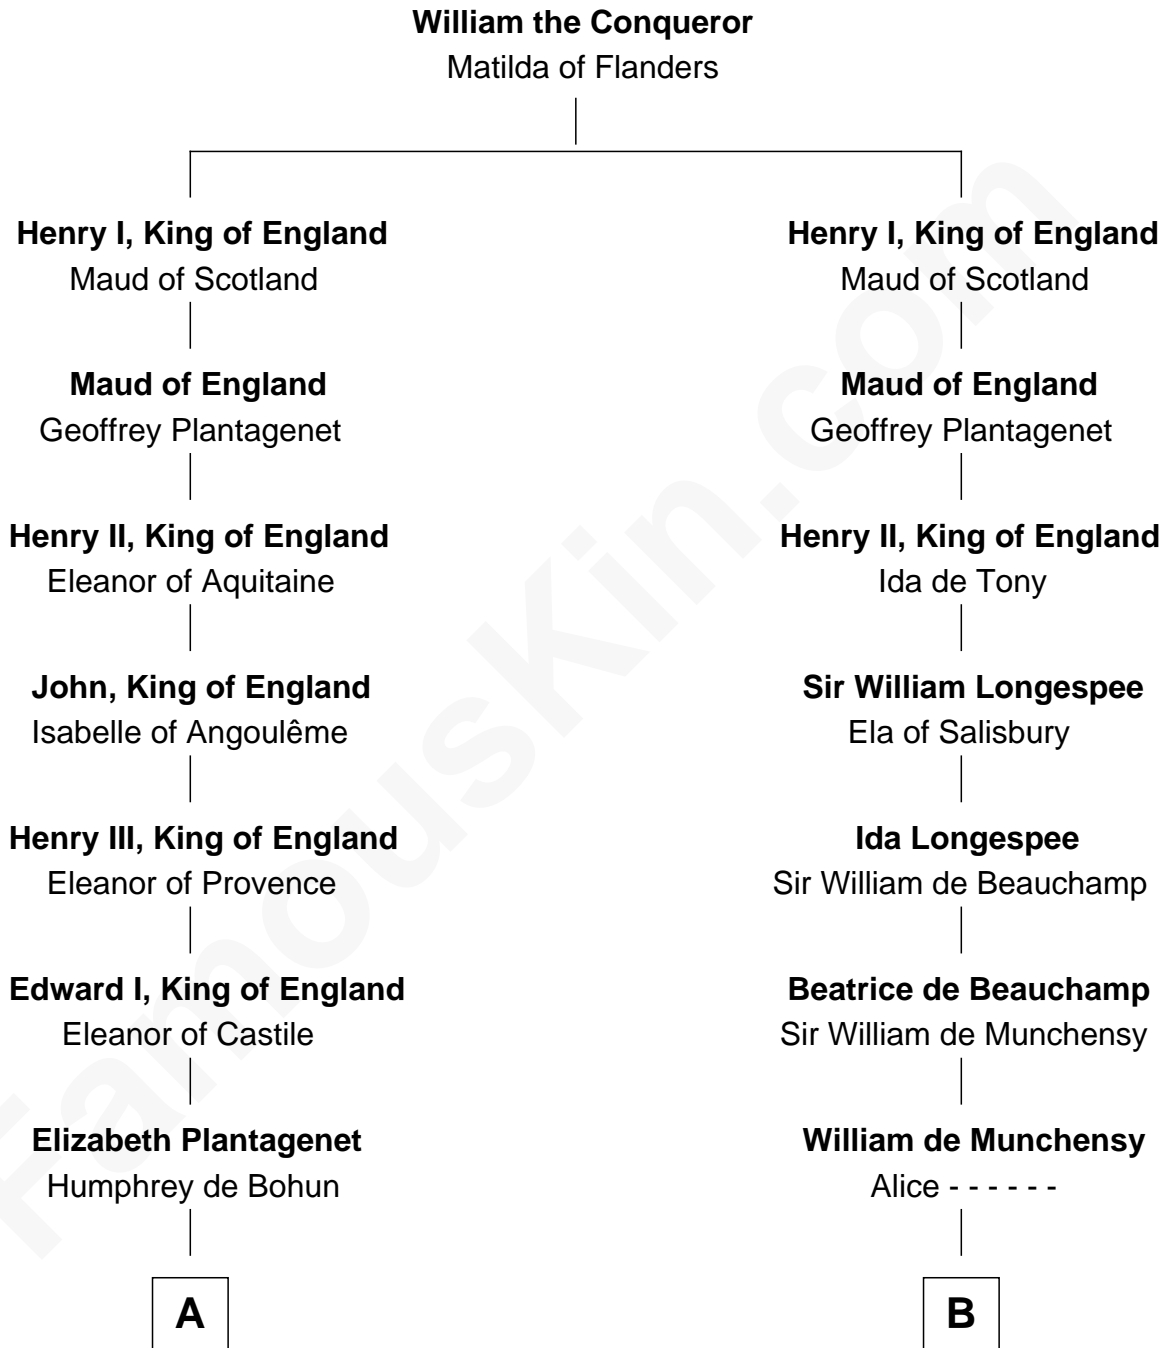 William the Conqueror
Matilda of Flanders
Henry I, King of England
Maud of Scotland
Maud of England
Geoffrey Plantagenet
Henry II, King of England
Eleanor of Aquitaine
John, King of England
Isabelle of Angoulême
Henry III, King of England
Eleanor of Provence
Edward I, King of England
Eleanor of Castile
Elizabeth Plantagenet
Humphrey de Bohun
A
Henry I, King of England
Maud of Scotland
Maud of England
Geoffrey Plantagenet
Henry II, King of England
Ida de Tony
Sir William Longespee
Ela of Salisbury
Ida Longespee
Sir William de Beauchamp
Beatrice de Beauchamp
Sir William de Munchensy
William de Munchensy
Alice - - - - - -
B
FamousKin.com